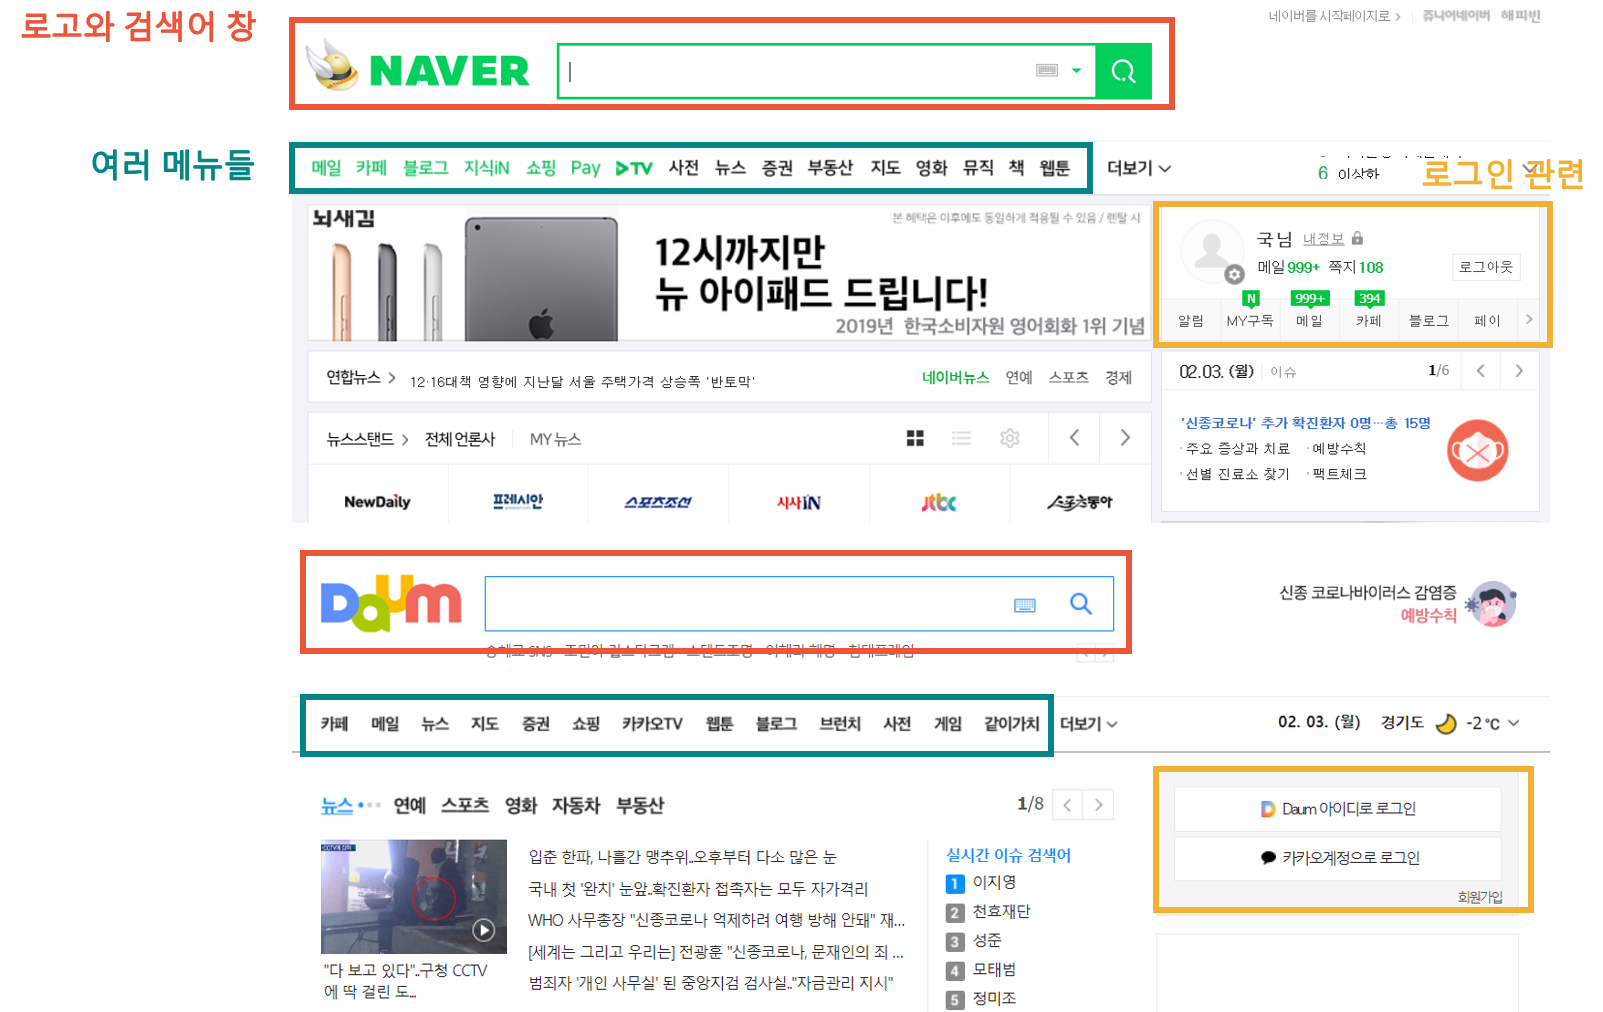 로고와 검색어 창
네이버를 시작페이지로 > 쥬니어네이버 해피빈
NAVER
여러 메뉴들
메일 카페 블로그 지식iN 쇼핑 Pay ▶TV 사전 뉴스 증권 부동산 지도 영화 뮤직 책 웹툰 더보기
6 이상화
로그인 관련
뇌새김
본 혜택은 이후에도 동일하게 적용될 수 있음 / 렌탈 시
12시까지만
뉴 아이패드 드립니다!
2019년 한국소비자원 영어회화 1위 기념
국님 내정보
메일 999+ 쪽지 108
로그아웃
N 999+ 394
알림 MY구독 메일 카페 블로그 페이 >
연합뉴스 > 12·16대책 영향에 지난달 서울 주택가격 상승폭 '반토막'
네이버뉴스 연예 스포츠 경제
02.03. (월) 이슈 1/6 < >
뉴스스탠드 > 전체 언론사 MY 뉴스
'신종코로나' 추가 확진환자 0명…총 15명
·주요 증상과 치료 ·예방수칙
·선별 진료소 찾기 ·팩트체크
NewDaily 프레시안 스포츠조선 시사IN jtbc 스포츠동아
Daum
신종 코로나바이러스 감염증
예방수칙
카페 메일 뉴스 지도 증권 쇼핑 카카오TV 웹툰 블로그 브런치 사전 게임 같이가치 더보기
02. 03. (월) 경기도 -2 ℃
뉴스 연예 스포츠 영화 자동차 부동산
1/8 < >
Daum 아이디로 로그인
카카오계정으로 로그인
회원가입
입춘 한파, 나흘간 맹추위..오후부터 다소 많은 눈
국내 첫 '완치' 눈앞..확진환자 접촉자는 모두 자가격리
WHO 사무총장 "신종코로나 억제하려 여행 방해 안돼" 재...
[세계는 그리고 우리는] 전광훈 "신종코로나, 문재인의 죄 ...
범죄자 '개인 사무실' 된 중앙지검 검사실.."자금관리 지시"
"다 보고 있다"..구청 CCTV
에 딱 걸린 도...
실시간 이슈 검색어
1 이지영
2 천효재단
3 성준
4 모태범
5 정미조